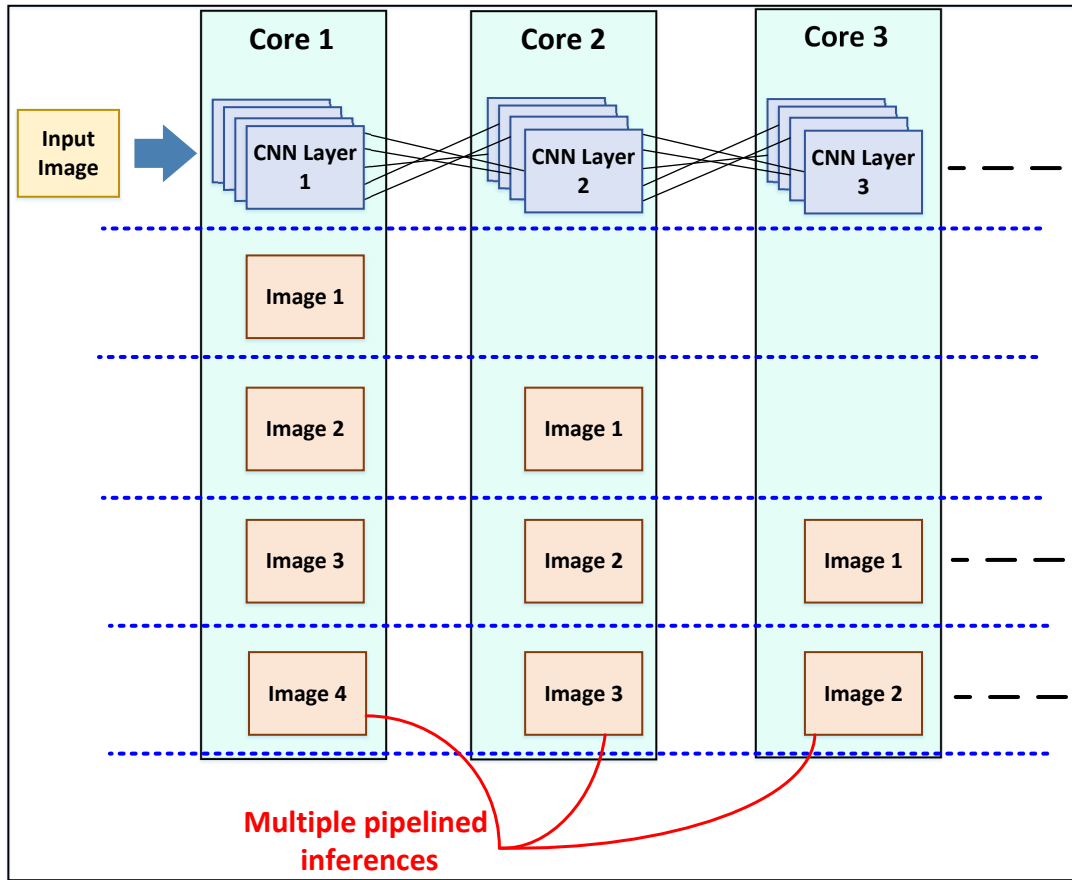 Core 1
Core 2
Core 3
Input
Image
CNN Layer
1
CNN Layer
2
CNN Layer
3
Image 1
Image 2
Image 1
Image 3
Image 2
Image 1
Image 4
Image 3
Image 2
Multiple pipelined
inferences